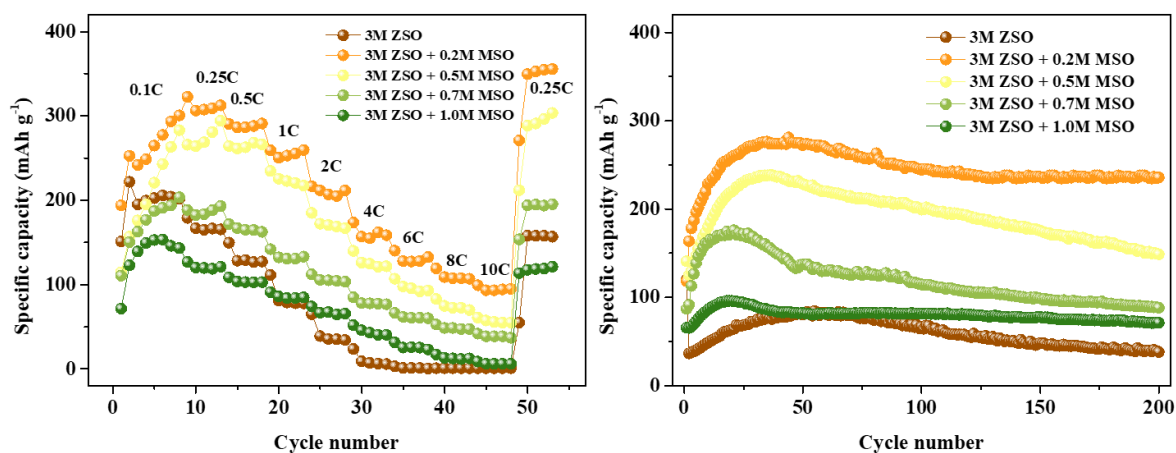 400
300
200
100
0
Specific capacity (mAh g-1)
3M ZSO
3M ZSO + 0.2M MSO
3M ZSO + 0.5M MSO
3M ZSO + 0.7M MSO
3M ZSO + 1.0M MSO
0.1C
0.25C
0.5C
1C
2C
4C
6C
8C
10C
0.25C
0 10 20 30 40 50
Cycle number
400
300
200
100
0
Specific capacity (mAh g-1)
3M ZSO
3M ZSO + 0.2M MSO
3M ZSO + 0.5M MSO
3M ZSO + 0.7M MSO
3M ZSO + 1.0M MSO
0 50 100 150 200
Cycle number